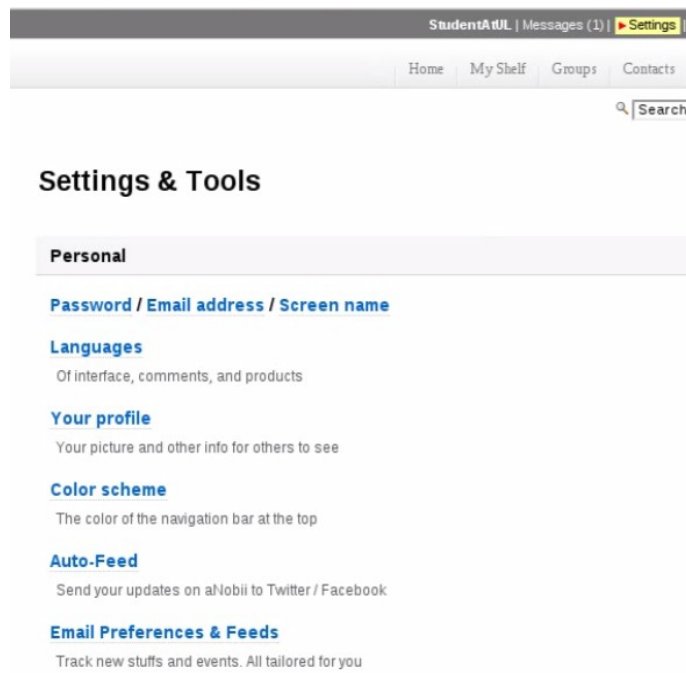 StudentAtUL | Messages (1) | ▸ Settings |
Home My Shelf Groups Contacts
Search
Settings & Tools
Personal
Password / Email address / Screen name
Languages
Of interface, comments, and products
Your profile
Your picture and other info for others to see
Color scheme
The color of the navigation bar at the top
Auto-Feed
Send your updates on aNobii to Twitter / Facebook
Email Preferences & Feeds
Track new stuffs and events. All tailored for you